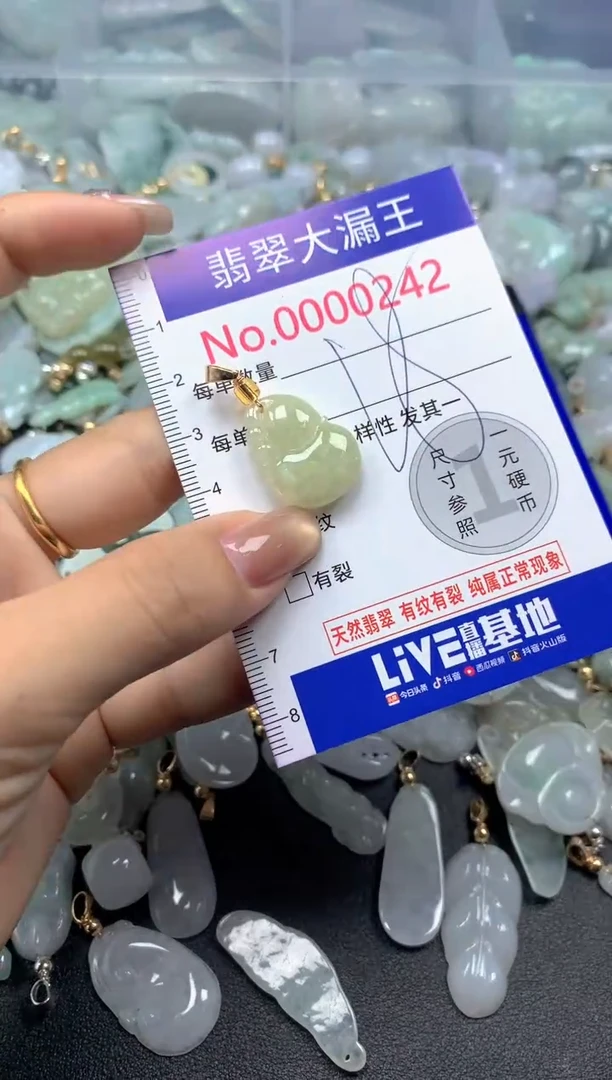 翡翠大漏王
No.0000242
每单数量
每单
样性 发其一
纹
有裂
一元硬币
尺寸参照
1
天然翡翠 有纹有裂 纯属正常现象
LiVE直播基地
今日头条 抖音 西瓜视频 抖音火山版
0
1
2
3
4
7
8